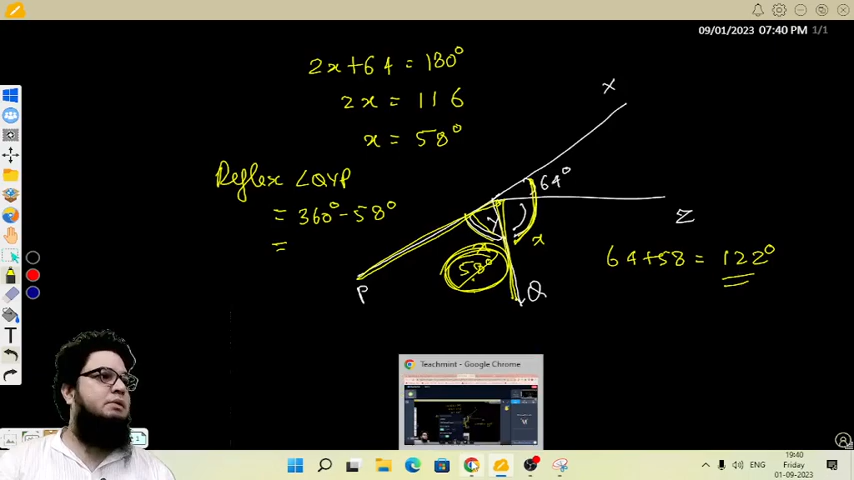 09/01/2023 07:40 PM 1/1
2x+64 = 180°
2x = 116
x = 58°
Reflex ∠QYP
= 360° - 58°
=
X
64°
Z
Y
x
58°
64+58 = 122°
P
Q
Teachmint - Google Chrome
T
1
ENG
19:40
Friday
01-09-2023